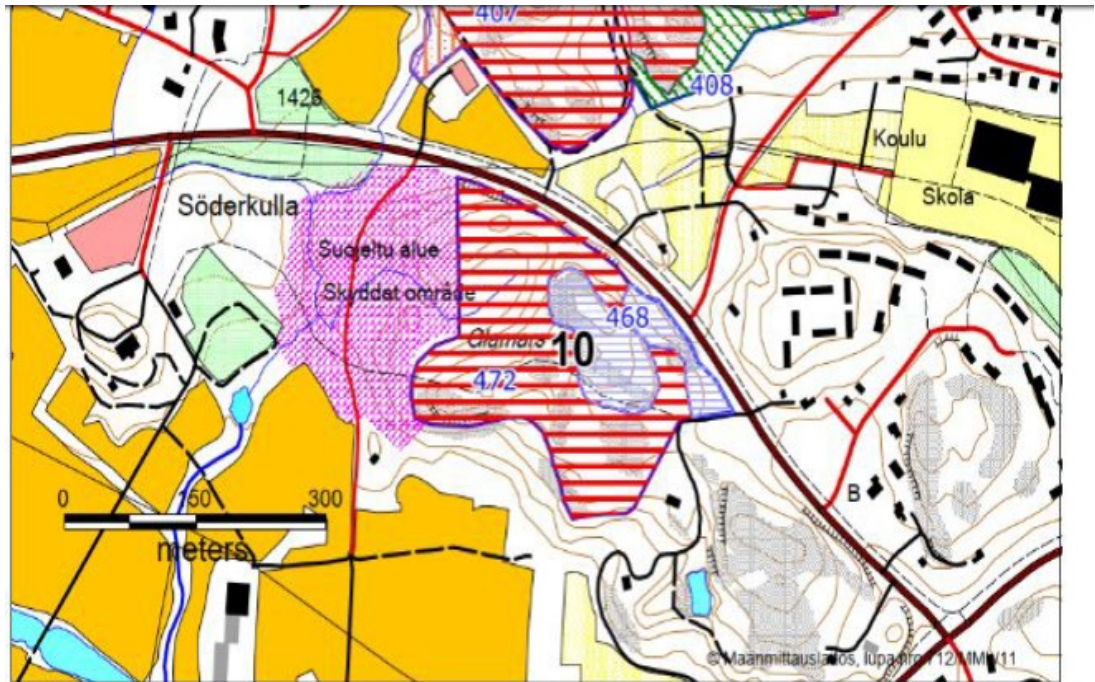 407
408
1426
Koulu
Skola
Söderkulla
Suojeltu alue
Skyddat område
468
10
472
0 150 300
meters
B
© Maanmittauslaitos, lupa nro 712/MML/11